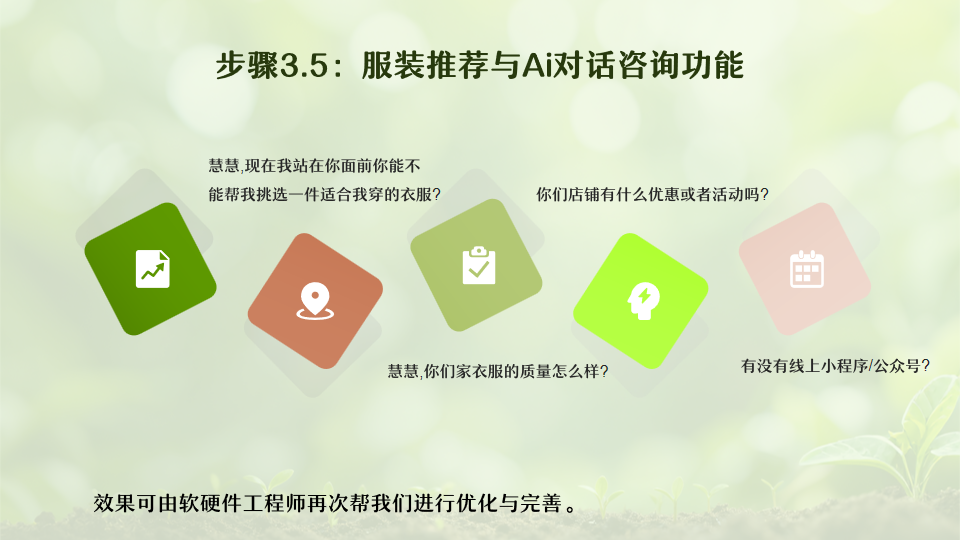 步骤3.5：服装推荐与Ai对话咨询功能
慧慧,现在我站在你面前你能不
能帮我挑选一件适合我穿的衣服?
你们店铺有什么优惠或者活动吗?
慧慧,你们家衣服的质量怎么样?
有没有线上小程序/公众号?
效果可由软硬件工程师再次帮我们进行优化与完善。